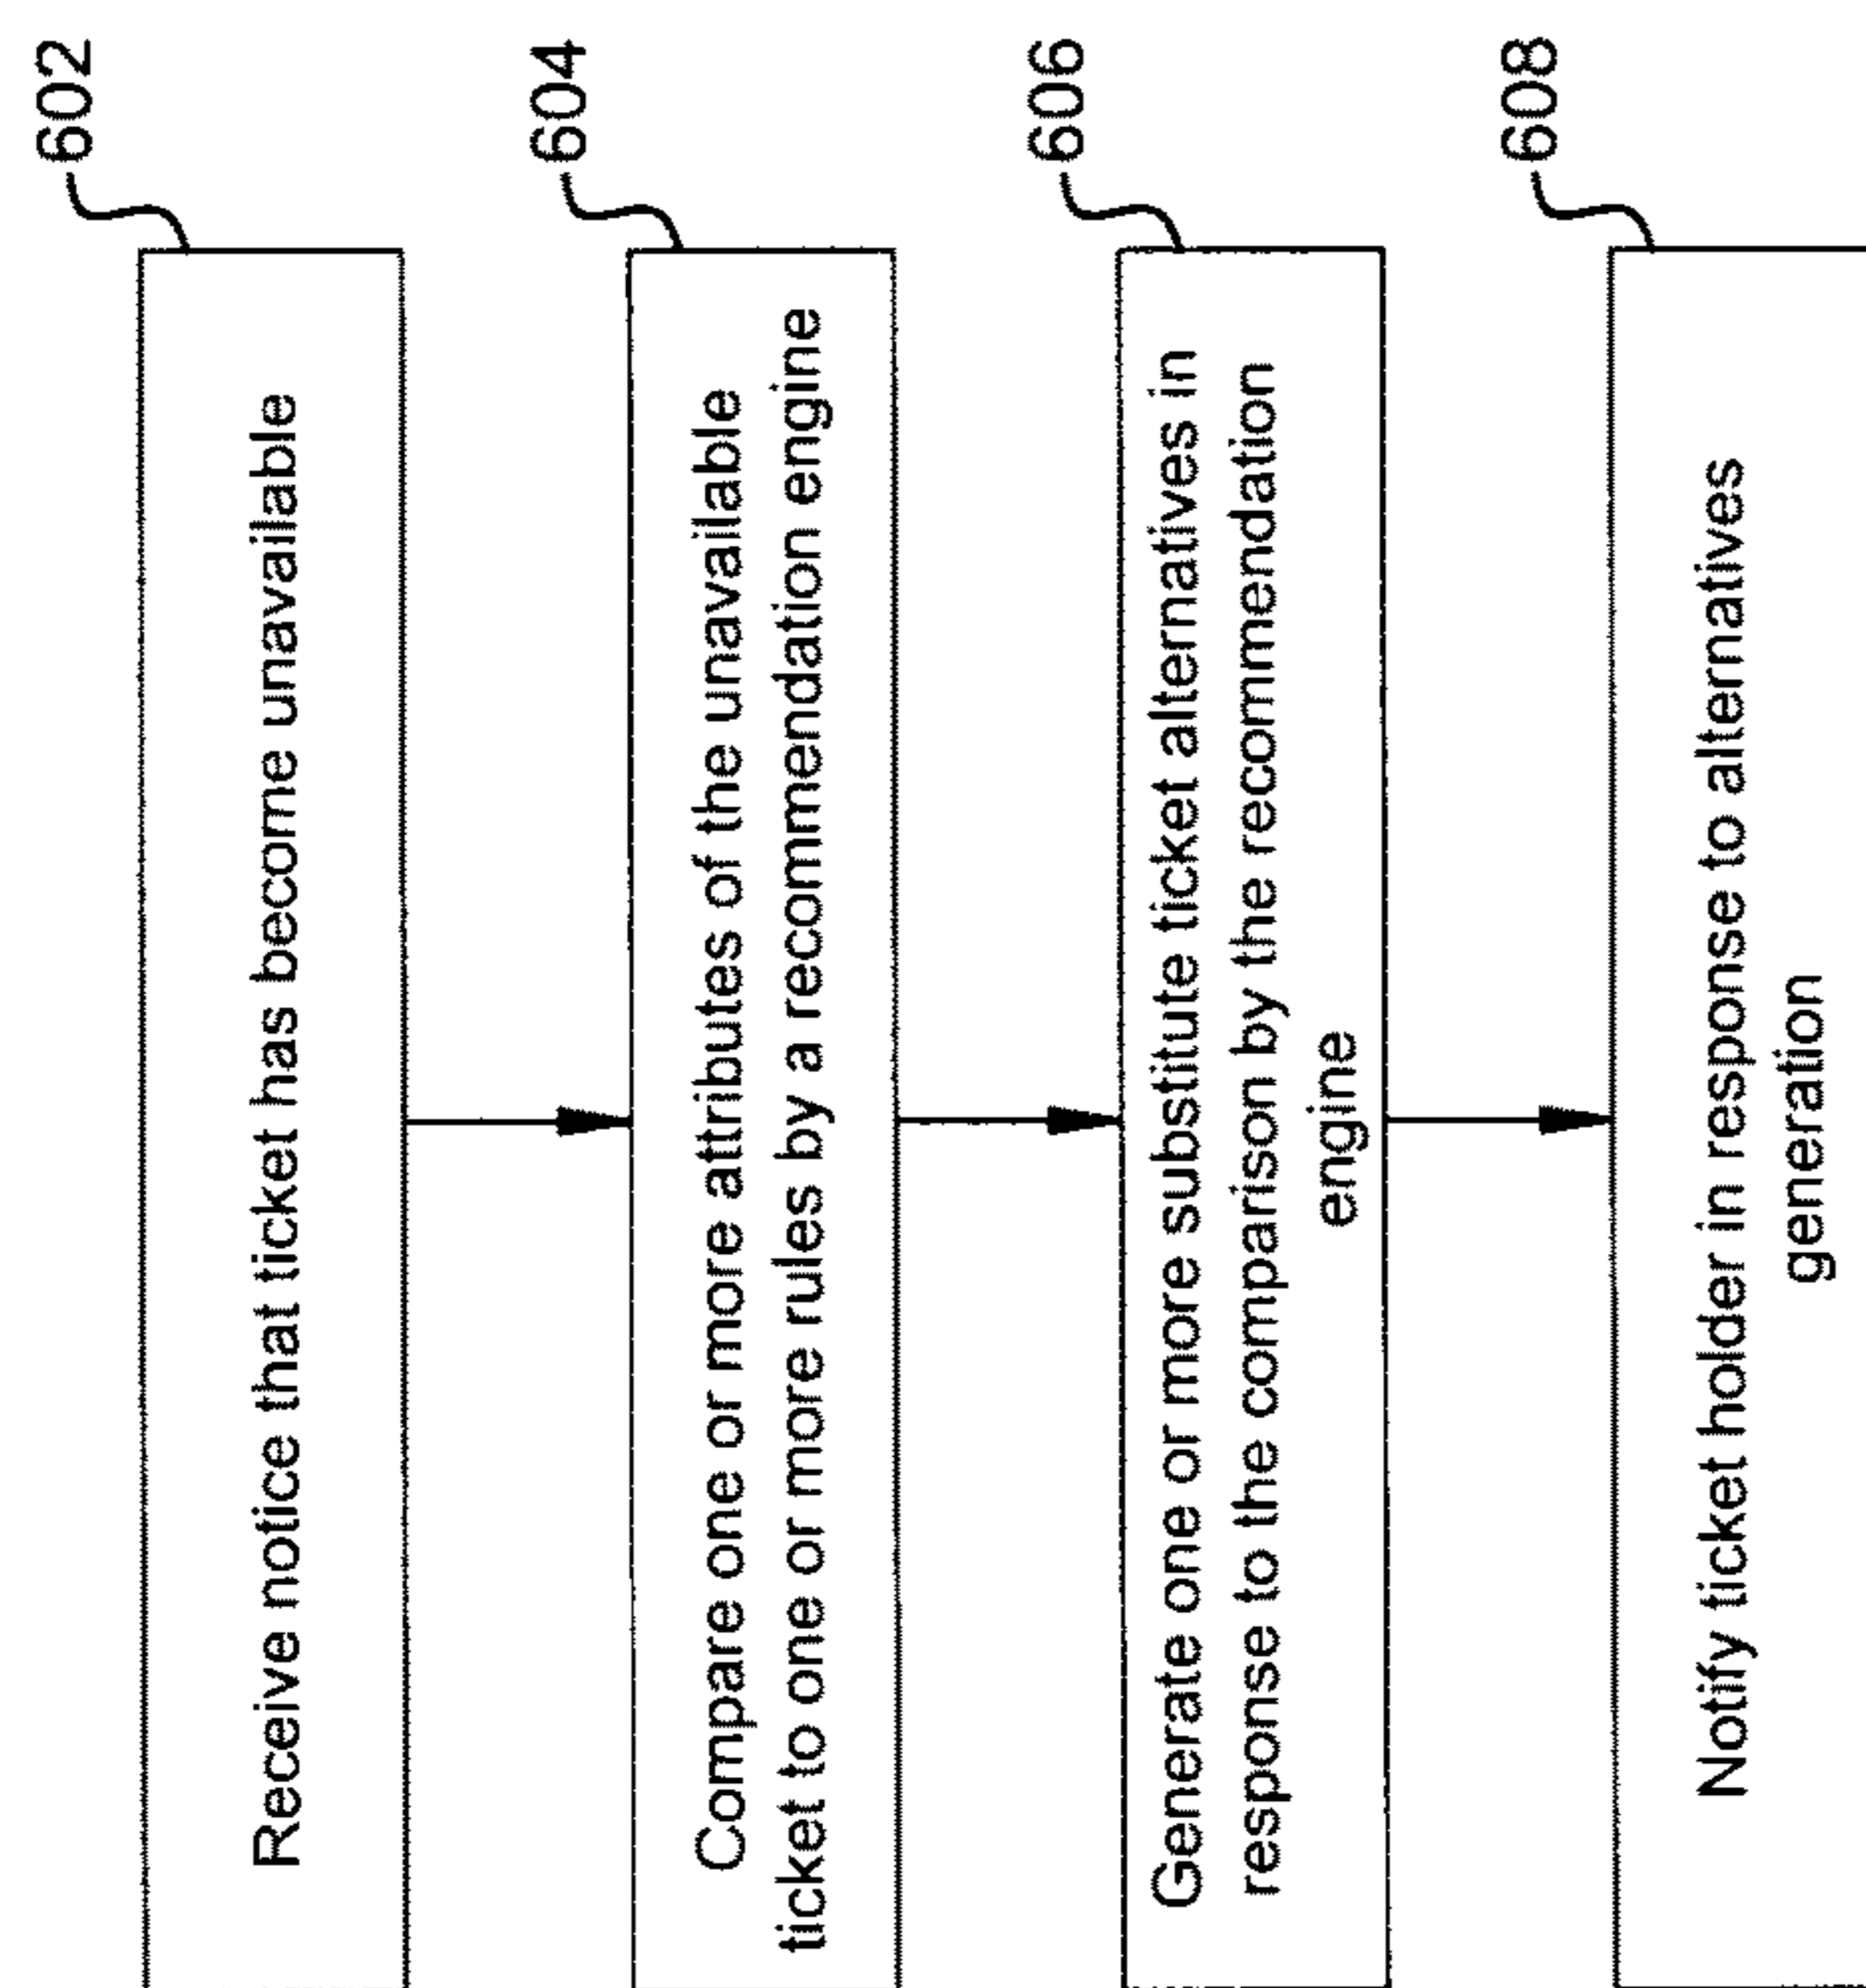 602
Receive notice that ticket has become unavailable
604
Compare one or more attributes of the unavailable
ticket to one or more rules by a recommendation engine
606
Generate one or more substitute ticket alternatives in
response to the comparison by the recommendation
engine
608
Notify ticket holder in response to alternatives
generation